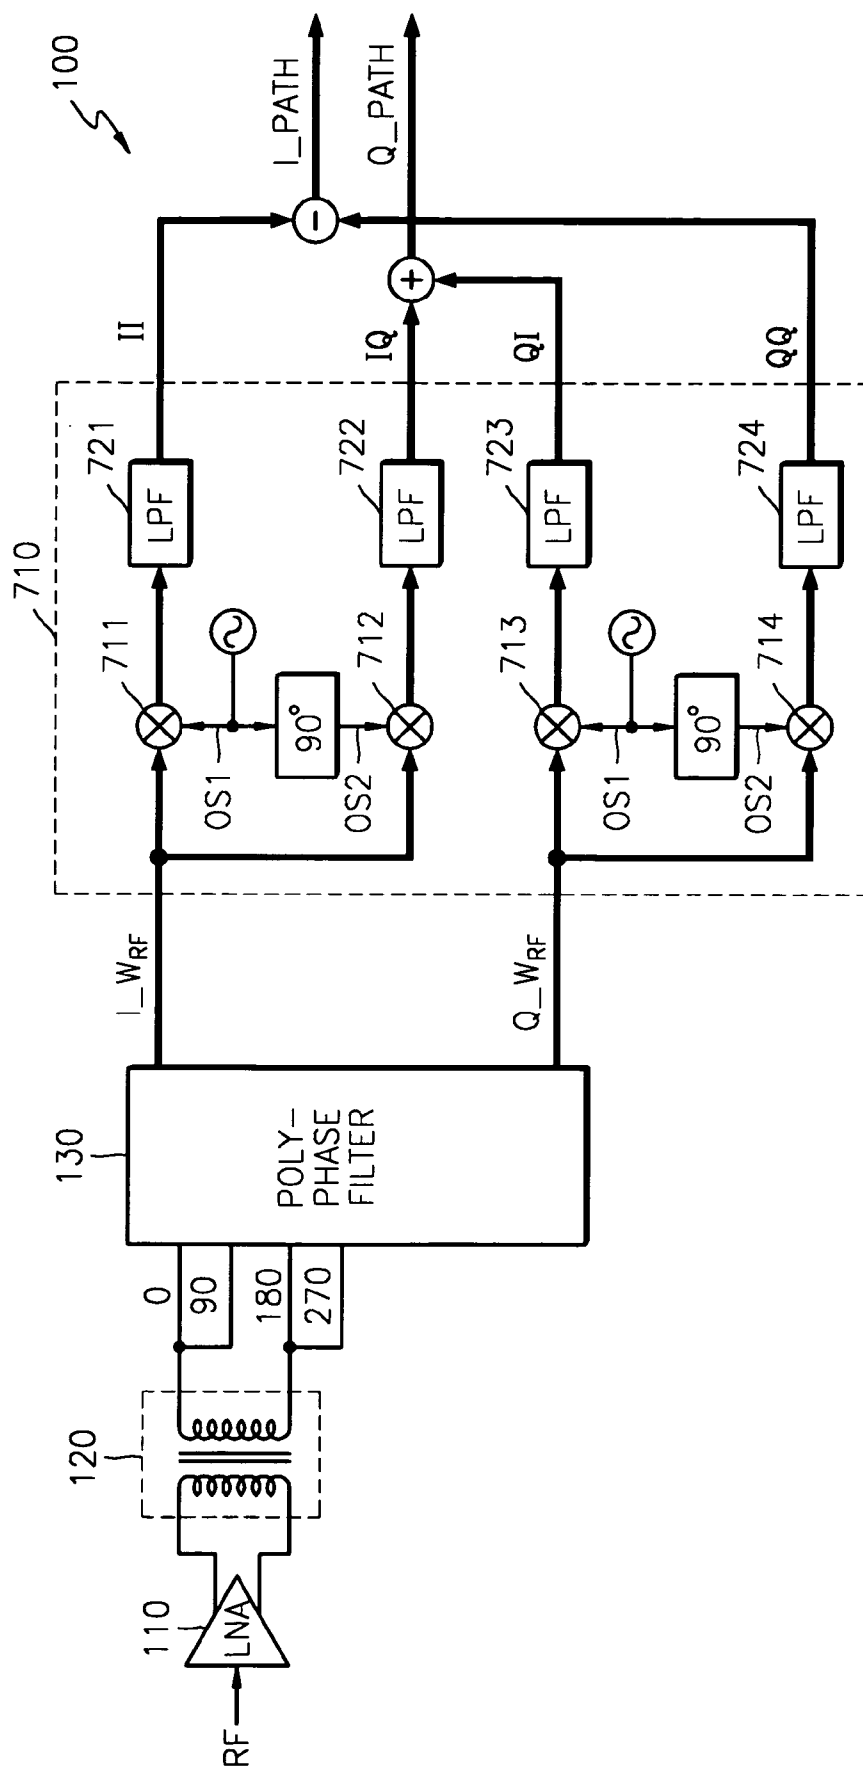 100
RF
LNA
110
120
0
90
180
270
130
POLY-
PHASE
FILTER
I_WRF
Q_WRF
710
711
OS1
90°
OS2
712
713
OS1
90°
OS2
714
LPF
721
LPF
722
LPF
723
LPF
724
II
IQ
QI
QQ
-
+
I_PATH
Q_PATH